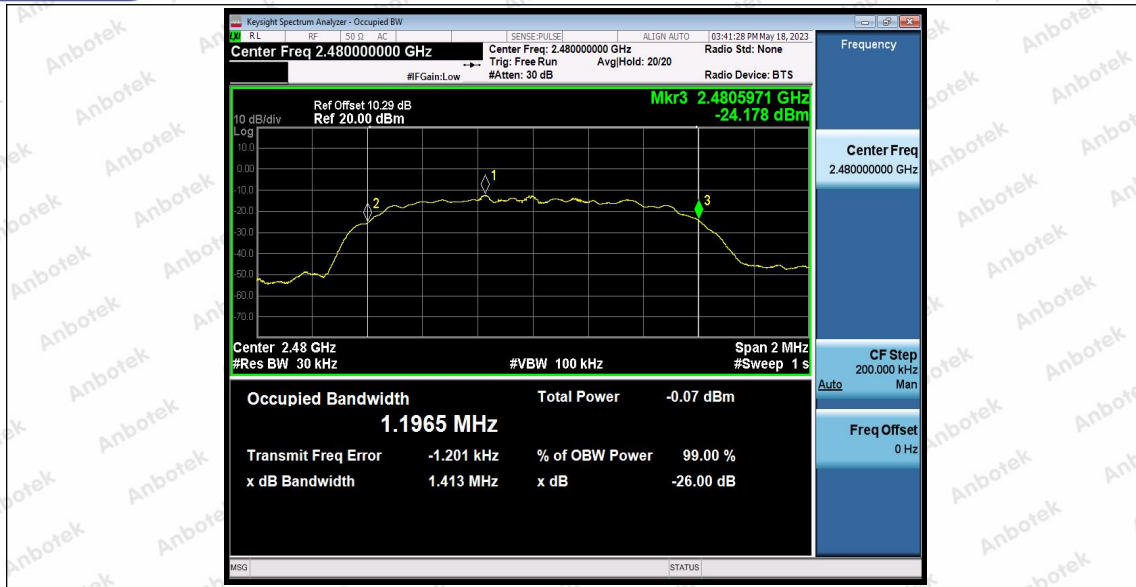 Keysight Spectrum Analyzer - Occupied BW
LXI RL RF 50 Ω AC SENSE:PULSE ALIGN AUTO 03:41:28 PM May 18, 2023
Center Freq 2.480000000 GHz
Center Freq: 2.480000000 GHz Radio Std: None
Trig: Free Run Avg|Hold: 20/20
#IFGain:Low #Atten: 30 dB Radio Device: BTS
Frequency
Mkr3 2.4805971 GHz
-24.178 dBm
Ref Offset 10.29 dB
10 dB/div Ref 20.00 dBm
Log
10.0
0.00
-10.0
-20.0
-30.0
-40.0
-50.0
-60.0
-70.0
1
2
3
Center 2.48 GHz Span 2 MHz
#Res BW 30 kHz #VBW 100 kHz #Sweep 1 s
Occupied Bandwidth Total Power -0.07 dBm
1.1965 MHz
Transmit Freq Error -1.201 kHz % of OBW Power 99.00 %
x dB Bandwidth 1.413 MHz x dB -26.00 dB
Center Freq
2.480000000 GHz
CF Step
200.000 kHz
Auto Man
Freq Offset
0 Hz
MSG STATUS
Anbotek